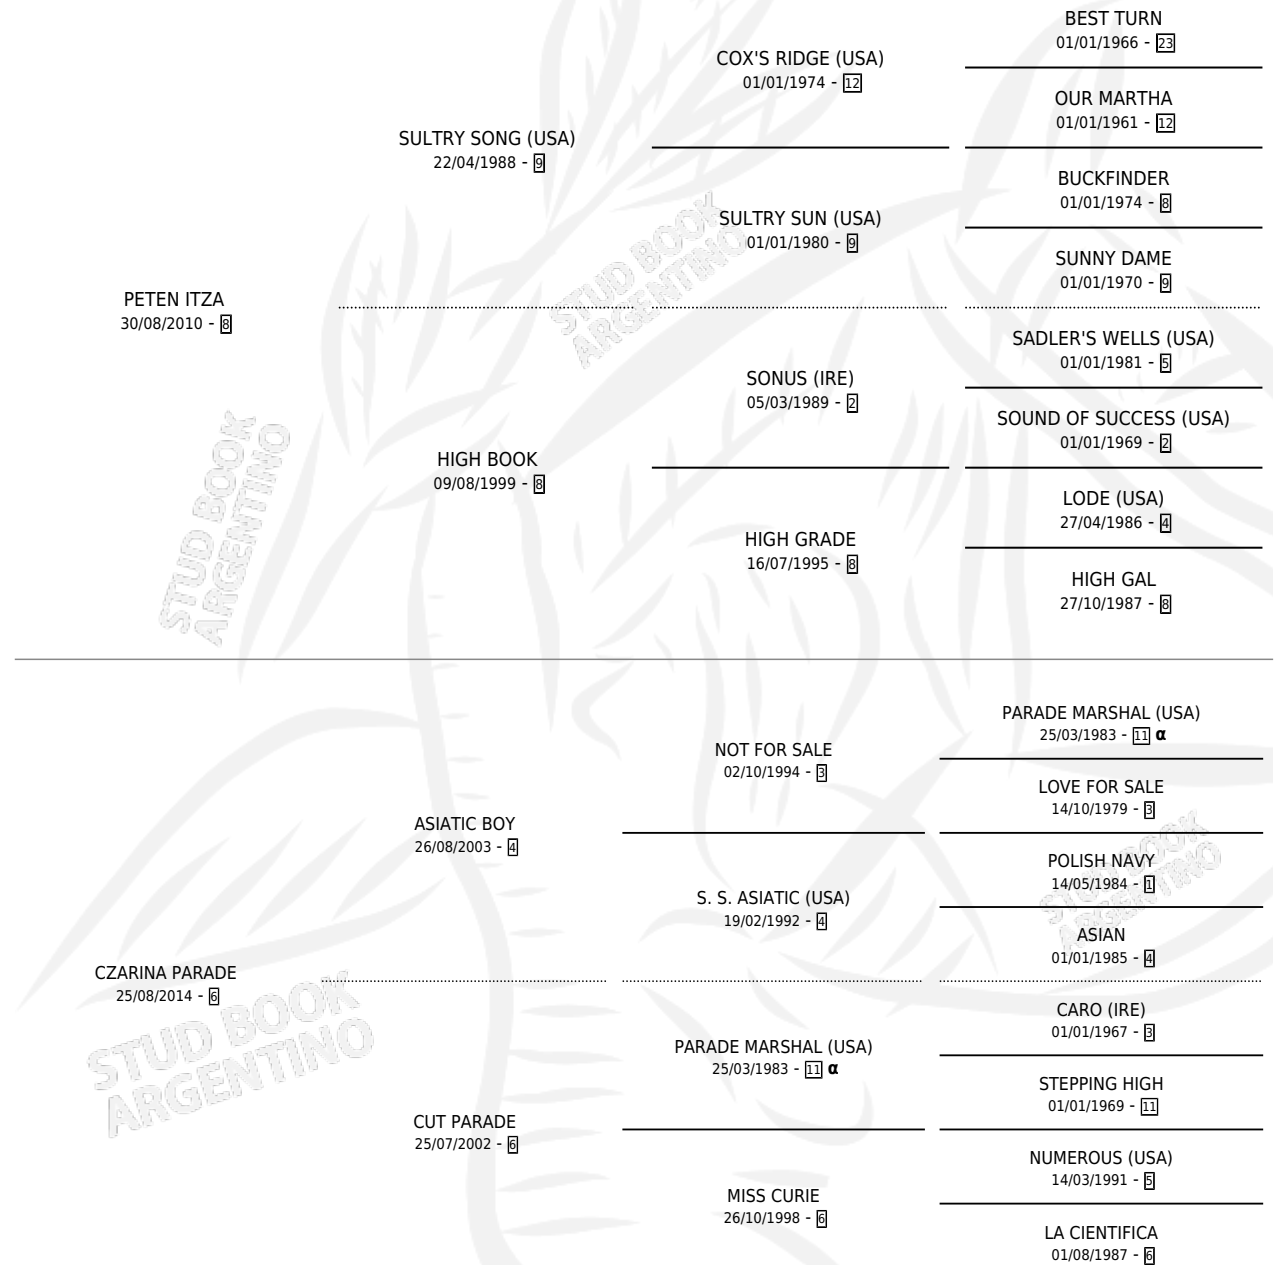 BEST TURN
01/01/1966 - 23
COX'S RIDGE (USA)
01/01/1974 - 12
OUR MARTHA
01/01/1961 - 12
SULTRY SONG (USA)
22/04/1988 - 9
BUCKFINDER
01/01/1974 - 8
SULTRY SUN (USA)
01/01/1980 - 9
SUNNY DAME
01/01/1970 - 9
PETEN ITZA
30/08/2010 - 8
SADLER'S WELLS (USA)
01/01/1981 - 5
SONUS (IRE)
05/03/1989 - 2
SOUND OF SUCCESS (USA)
01/01/1969 - 2
HIGH BOOK
09/08/1999 - 8
LODE (USA)
27/04/1986 - 4
HIGH GRADE
16/07/1995 - 8
HIGH GAL
27/10/1987 - 8
PARADE MARSHAL (USA)
25/03/1983 - 11 α
NOT FOR SALE
02/10/1994 - 3
LOVE FOR SALE
14/10/1979 - 3
ASIATIC BOY
26/08/2003 - 4
POLISH NAVY
14/05/1984 - 1
S. S. ASIATIC (USA)
19/02/1992 - 4
ASIAN
01/01/1985 - 4
CZARINA PARADE
25/08/2014 - 6
CARO (IRE)
01/01/1967 - 3
PARADE MARSHAL (USA)
25/03/1983 - 11 α
STEPPING HIGH
01/01/1969 - 11
CUT PARADE
25/07/2002 - 6
NUMEROUS (USA)
14/03/1991 - 5
MISS CURIE
26/10/1998 - 6
LA CIENTIFICA
01/08/1987 - 6
STUD BOOK
ARGENTINO
STUD BOOK
ARGENTINO
STUD BOOK
ARGENTINO
STUD BOOK
ARGENTINO